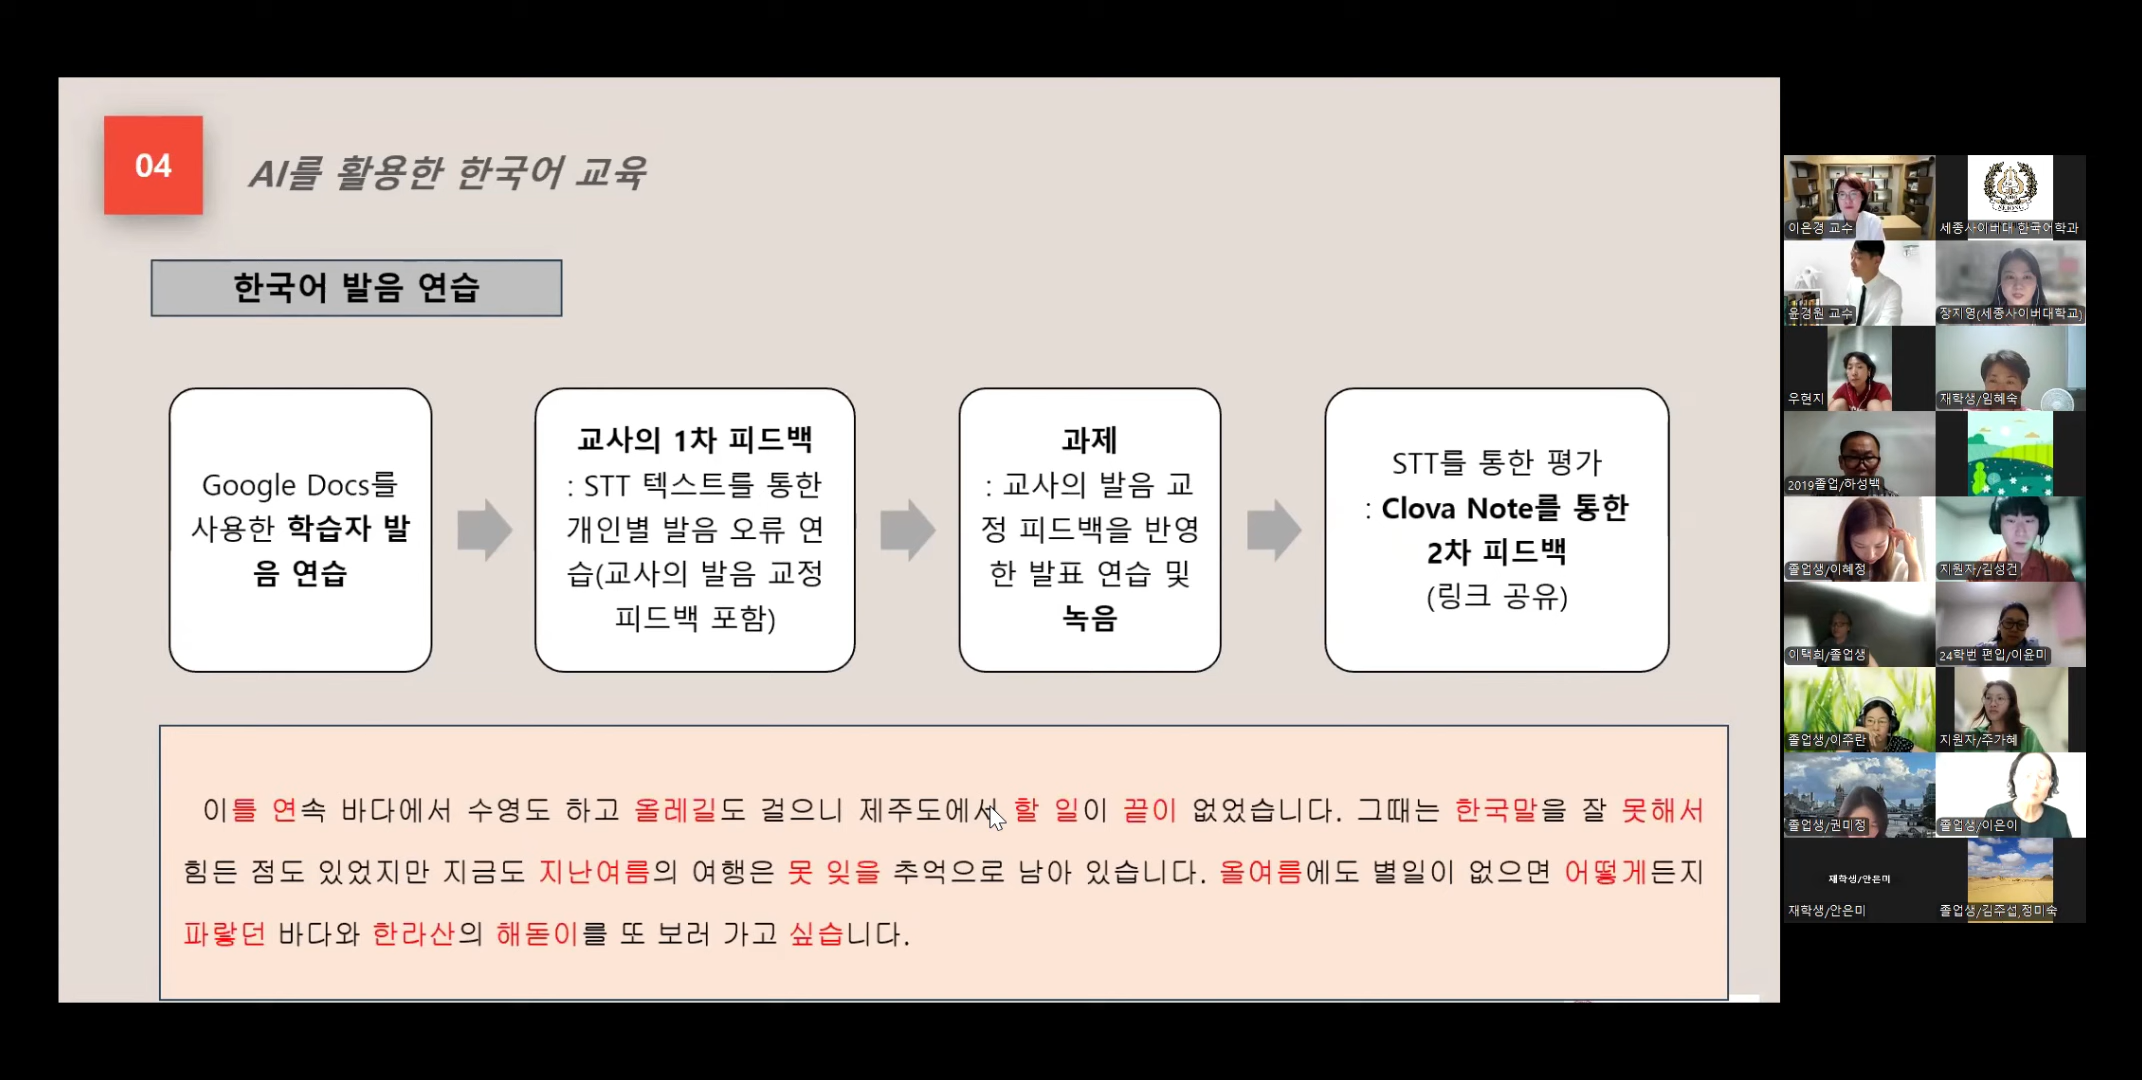 04
AI를 활용한 한국어 교육
한국어 발음 연습
Google Docs를
사용한 학습자 발
음 연습
교사의 1차 피드백
: STT 텍스트를 통한
개인별 발음 오류 연
습(교사의 발음 교정
피드백 포함)
과제
: 교사의 발음 교
정 피드백을 반영
한 발표 연습 및
녹음
STT를 통한 평가
: Clova Note를 통한
2차 피드백
(링크 공유)
이틀 연속 바다에서 수영도 하고 올레길도 걸으니 제주도에서 할 일이 끝이 없었습니다. 그때는 한국말을 잘 못해서
힘든 점도 있었지만 지금도 지난여름의 여행은 못 잊을 추억으로 남아 있습니다. 올여름에도 별일이 없으면 어떻게든지
파랗던 바다와 한라산의 해돋이를 또 보러 가고 싶습니다.
이은경 교수
세종사이버대 한국어학과
윤경원 교수
장지영(세종사이버대학교)
우현지
재학생/임혜숙
2019졸업/하성백
졸업생/이혜정
지원자/김성건
이택희/졸업생
24학번 편입/이윤미
졸업생/이주란
지원자/주가혜
졸업생/권미정
졸업생/이은이
재학생/안은미
재학생/안은미
졸업생/김주섭,정미숙